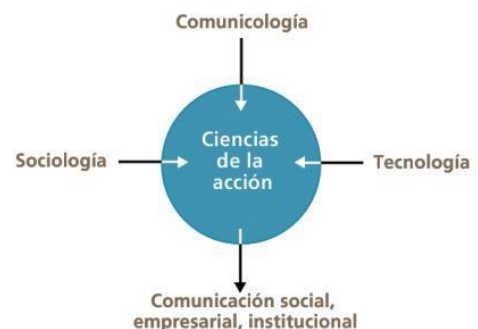 Comunicología
Sociología
Ciencias
de la
acción
Tecnología
Comunicación social,
empresarial, institucional